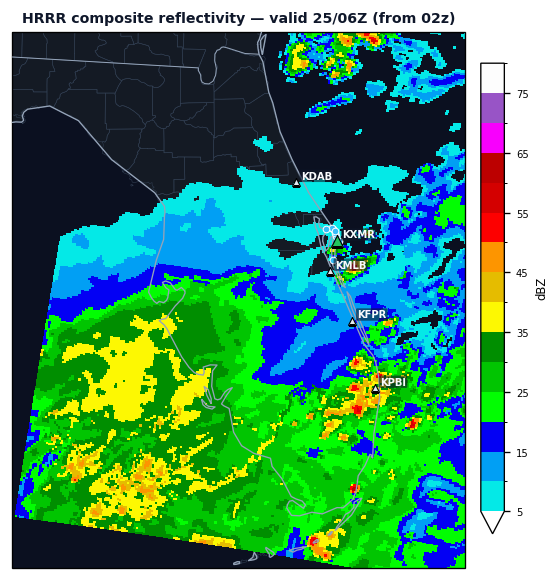 HRRR composite reflectivity — valid 25/06Z (from 02z)
KDAB
KXMR
KMLB
KFPR
KPBI
75
65
55
45
35
25
15
5
dBZ